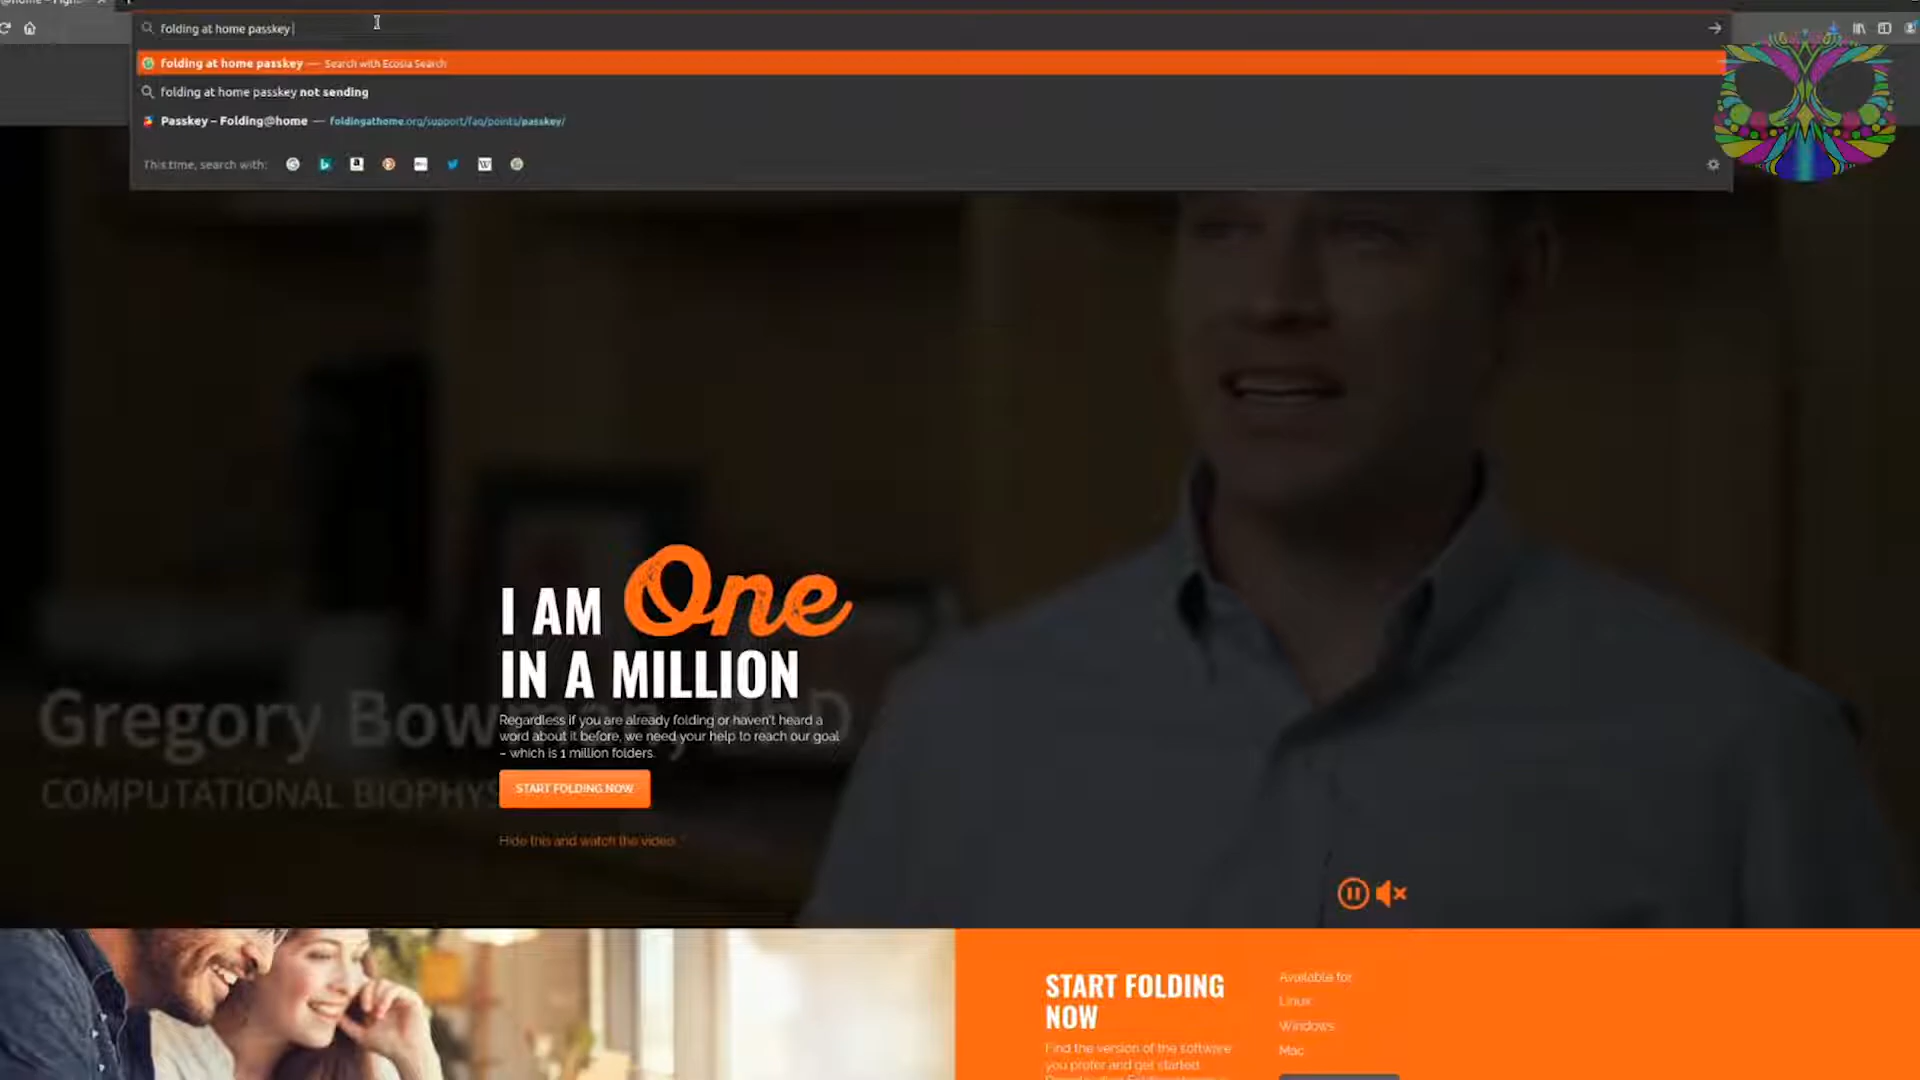 folding at home passkey
folding at home passkey — Search with Ecosia Search
folding at home passkey not sending
Passkey – Folding@home — foldingathome.org/support/faq/points/passkey/
This time, search with:
I AM One
IN A MILLION
Gregory Bowman, PhD
Regardless if you are already folding or haven't heard a
word about it before, we need your help to reach our goal
– which is 1 million folders.
START FOLDING NOW
COMPUTATIONAL BIOPHYS
Hide this and watch the video.
START FOLDING
NOW
Find the version of the software
you prefer and get started.
Available for
Linux
Windows
Mac